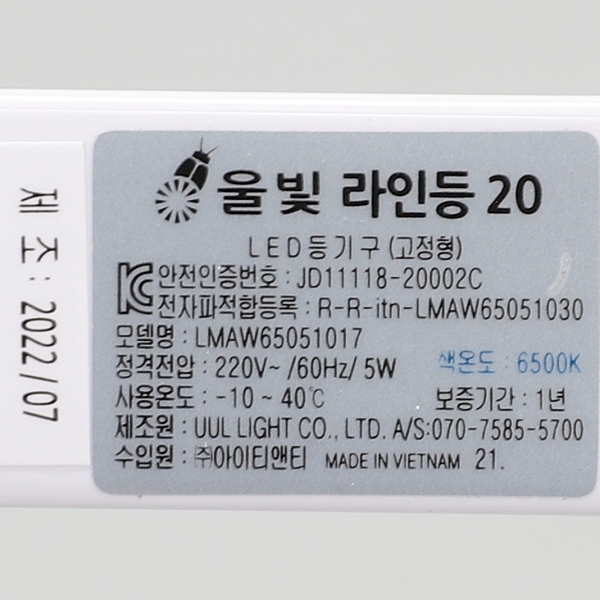 제 조 : 2022/07
울빛 라인등 20
LED등기구 (고정형)
안전인증번호 : JD11118-20002C
전자파적합등록 : R-R-itn-LMAW65051030
모델명 : LMAW65051017
정격전압 : 220V~ /60Hz/ 5W 색온도 : 6500K
사용온도 : -10 ~ 40℃ 보증기간 : 1년
제조원 : UUL LIGHT CO., LTD. A/S:070-7585-5700
수입원 : ㈜아이티앤티 MADE IN VIETNAM 21.